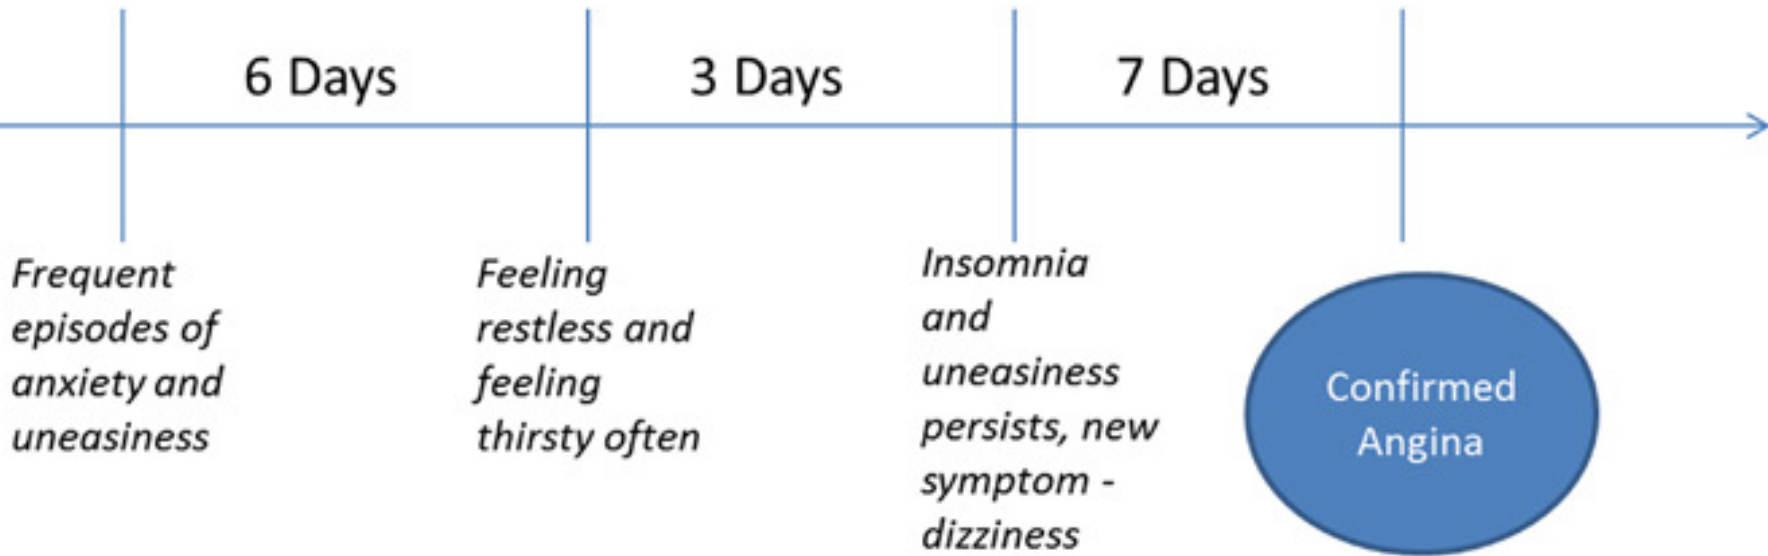 6 Days
3 Days
7 Days
Frequent
episodes of
anxiety and
uneasiness
Feeling
restless and
feeling
thirsty often
Insomnia
and
uneasiness
persists, new
symptom -
dizziness
Confirmed
Angina